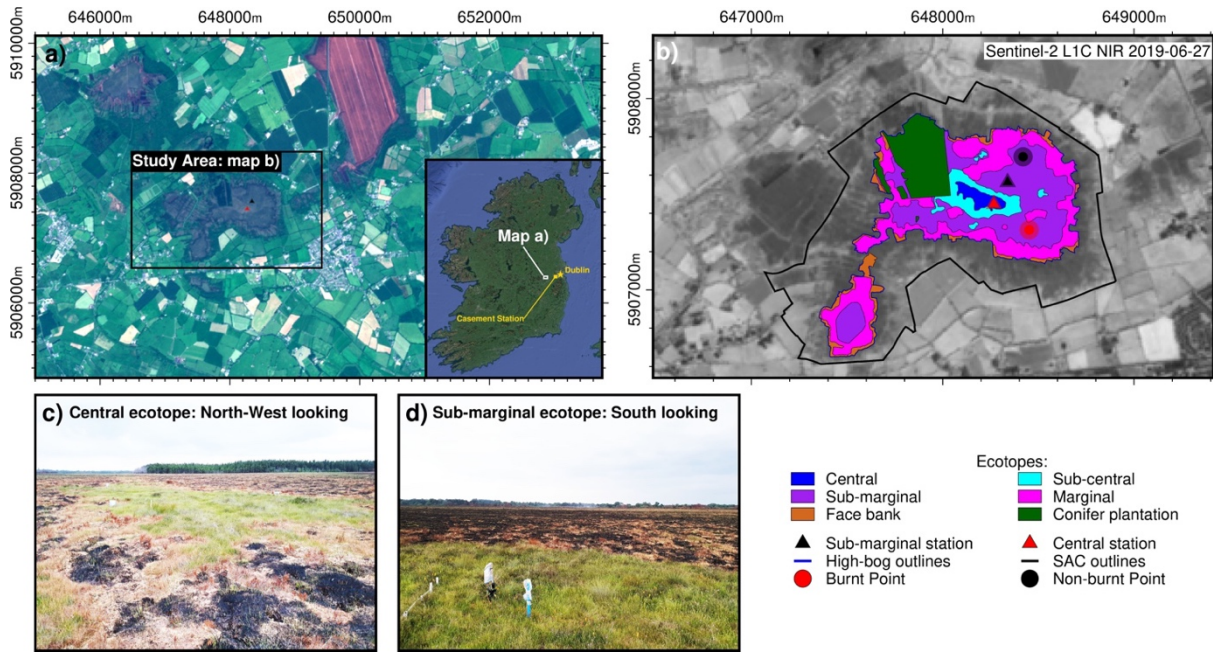 646000m 648000m 650000m 652000m
5910000m
5908000m
5906000m
a)
Study Area: map b)
Map a)
Dublin
Casement Station
647000m 648000m 649000m
5908000m
5907000m
b)
Sentinel-2 L1C NIR 2019-06-27
c) Central ecotope: North-West looking
d) Sub-marginal ecotope: South looking
Ecotopes:
Central Sub-central
Sub-marginal Marginal
Face bank Conifer plantation
Sub-marginal station Central station
High-bog outlines SAC outlines
Burnt Point Non-burnt Point